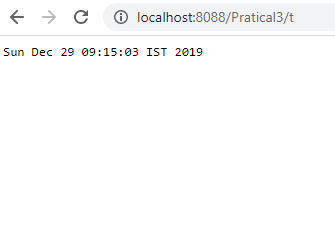 localhost:8088/Pratical3/t
Sun Dec 29 09:15:03 IST 2019